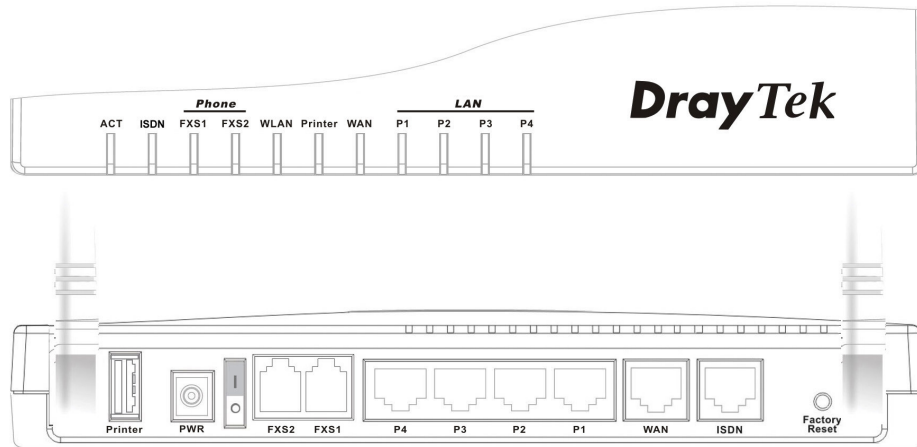 DrayTek
Phone LAN
ACT ISDN FXS1 FXS2 WLAN Printer WAN P1 P2 P3 P4
Printer PWR FXS2 FXS1 P4 P3 P2 P1 WAN ISDN Factory
Reset